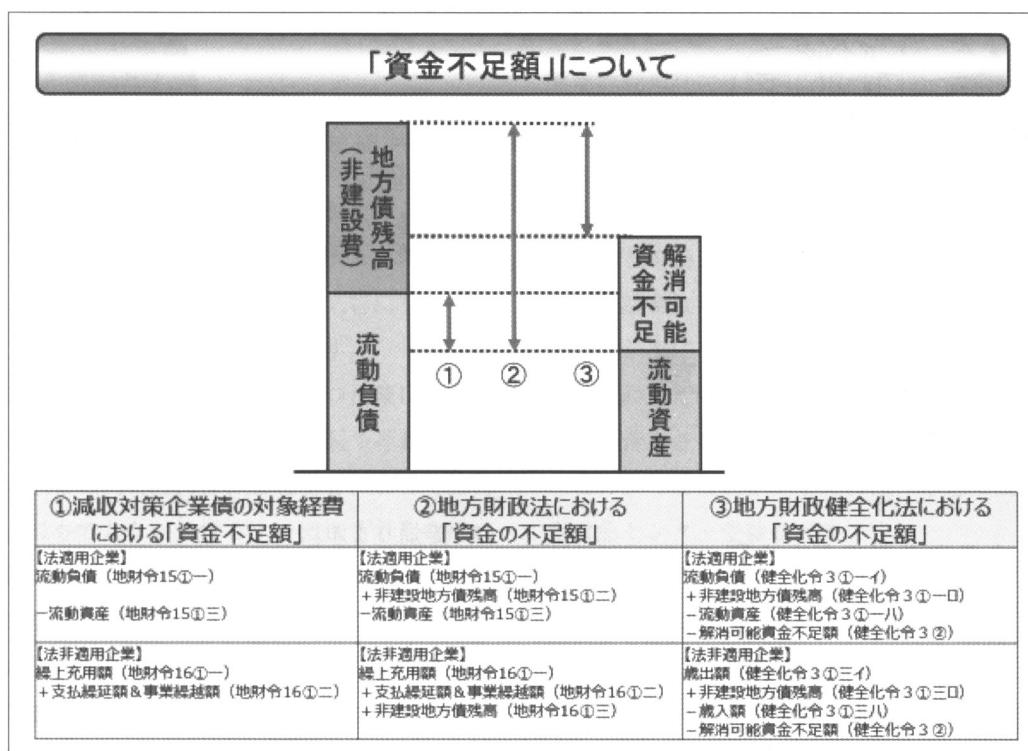 「資金不足額」について
地方債残高
(非建設費)
流動負債
①
②
③
解消可能
資金不足
流動資産
①減収対策企業債の対象経費
における「資金不足額」
②地方財政法における
「資金の不足額」
③地方財政健全化法における
「資金の不足額」
【法適用企業】
流動負債（地財令15①一）
－流動資産（地財令15①三）
【法適用企業】
流動負債（地財令15①一）
＋非建設地方債残高（地財令15①二）
－流動資産（地財令15①三）
【法適用企業】
流動負債（健全化令３①一イ）
＋非建設地方債残高（健全化令３①一ロ）
－流動資産（健全化令３①一ハ）
－解消可能資金不足額（健全化令３②）
【法非適用企業】
繰上充用額（地財令16①一）
＋支払繰延額＆事業繰越額（地財令16①二）
【法非適用企業】
繰上充用額（地財令16①一）
＋支払繰延額＆事業繰越額（地財令16①二）
＋非建設地方債残高（地財令16①三）
【法非適用企業】
歳出額（健全化令３①三イ）
＋非建設地方債残高（健全化令３①三ロ）
－歳入額（健全化令３①三ハ）
－解消可能資金不足額（健全化令３②）